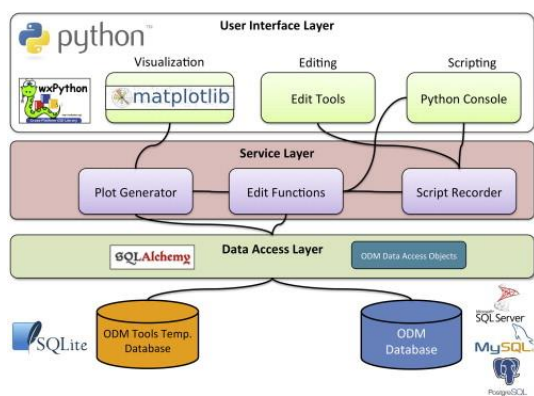 User Interface Layer
python™
Visualization
Editing
Scripting
wxPython
matplotlib
Edit Tools
Python Console
Service Layer
Plot Generator
Edit Functions
Script Recorder
Data Access Layer
SQLAlchemy
ODM Data Access Objects
SQLite
ODM Tools Temp.
Database
ODM
Database
Microsoft
SQL Server
MySQL
PostgreSQL